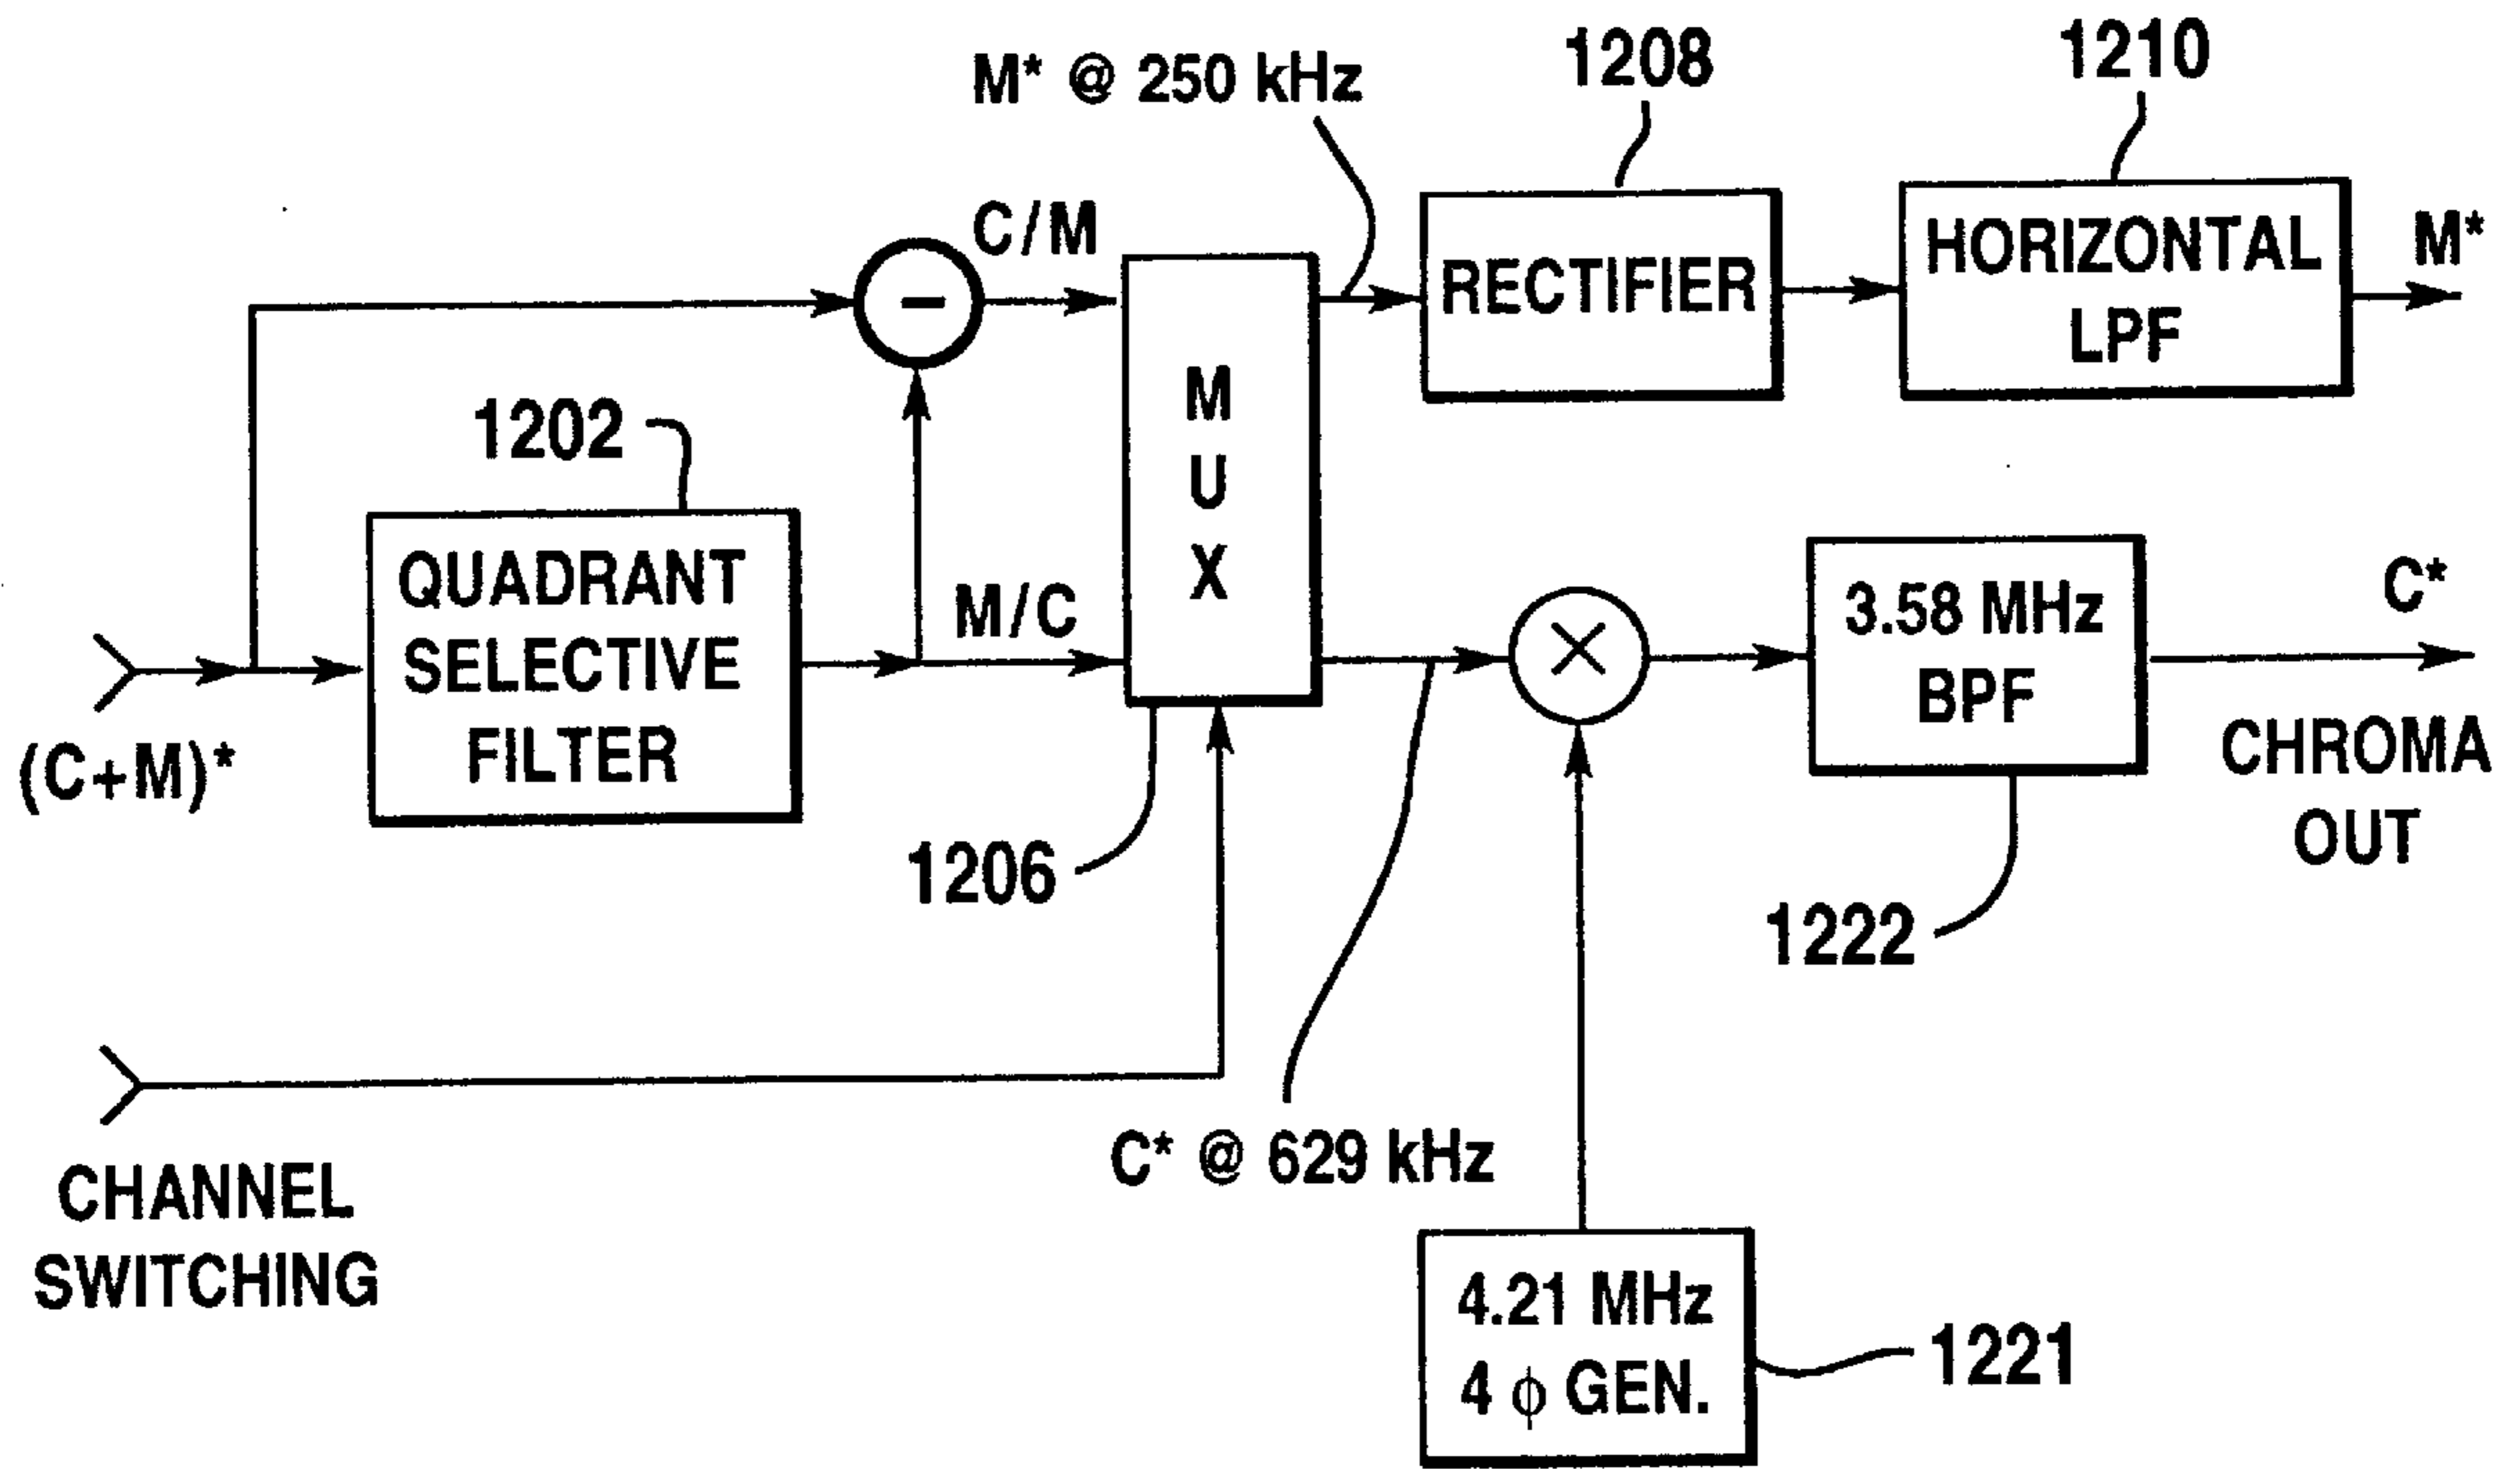 M* @ 250 kHz
1208
1210
C/M
RECTIFIER
HORIZONTAL
LPF
M*
1202
MUX
QUADRANT
SELECTIVE
FILTER
M/C
3.58 MHz
BPF
C*
CHROMA
OUT
(C+M)*
1206
1222
C* @ 629 kHz
CHANNEL
SWITCHING
4.21 MHz
4 ϕ GEN.
1221
−
×